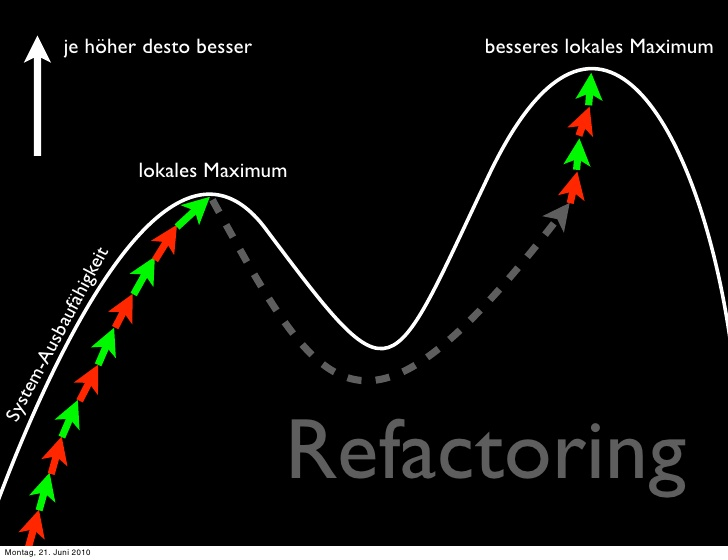 je höher desto besser
besseres lokales Maximum
lokales Maximum
System-Ausbaufähigkeit
Refactoring
Montag, 21. Juni 2010